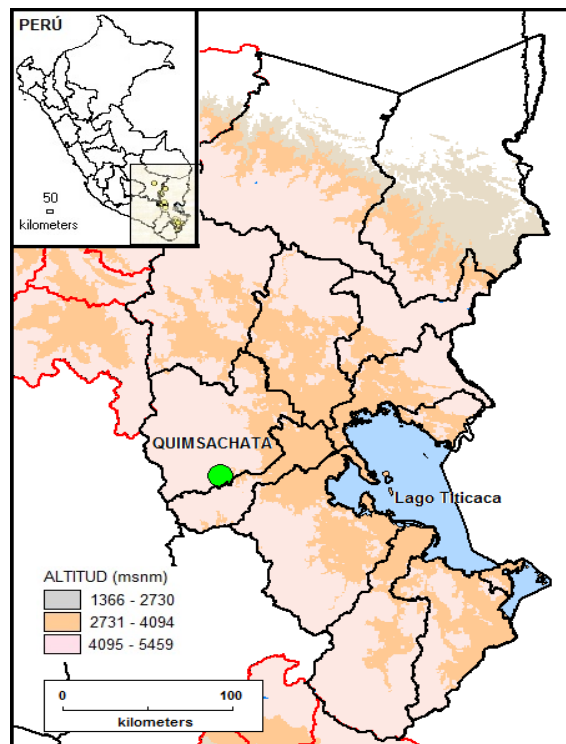 PERÚ
50
kilometers
QUIMSACHATA
Lago Titicaca
ALTITUD (msnm)
1366 - 2730
2731 - 4094
4095 - 5459
0 100
kilometers